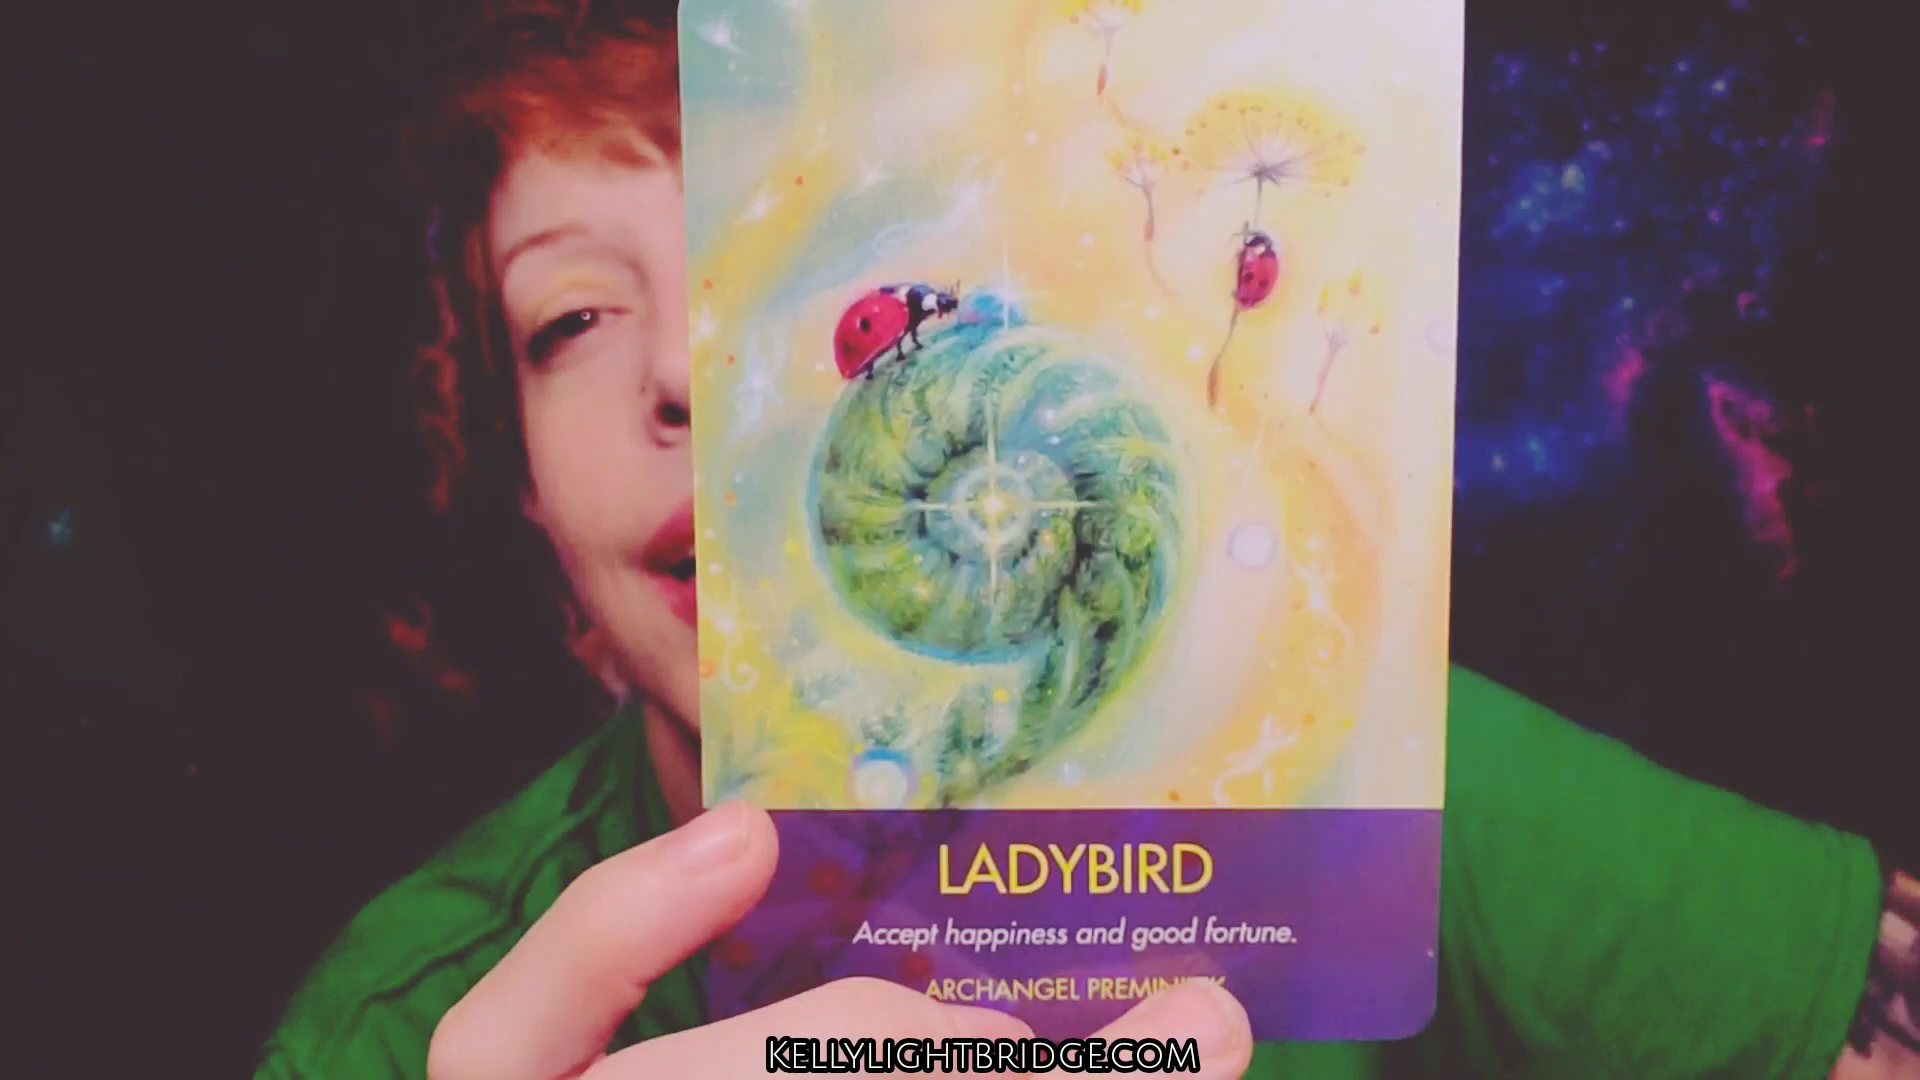 LADYBIRD
Accept happiness and good fortune.
ARCHANGEL
KELLYLIGHTBRIDGE.COM